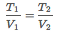 T₁/V₁ = T₂/V₂